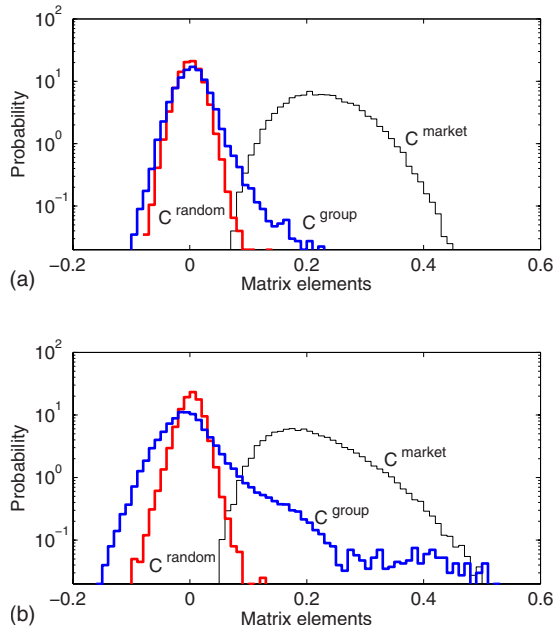 10^2
10^1
10^0
10^-1
Probability
C^market
C^random
C^group
-0.2 0 0.2 0.4 0.6
(a) Matrix elements
10^2
10^1
10^0
10^-1
Probability
C^market
C^group
C^random
-0.2 0 0.2 0.4 0.6
(b) Matrix elements